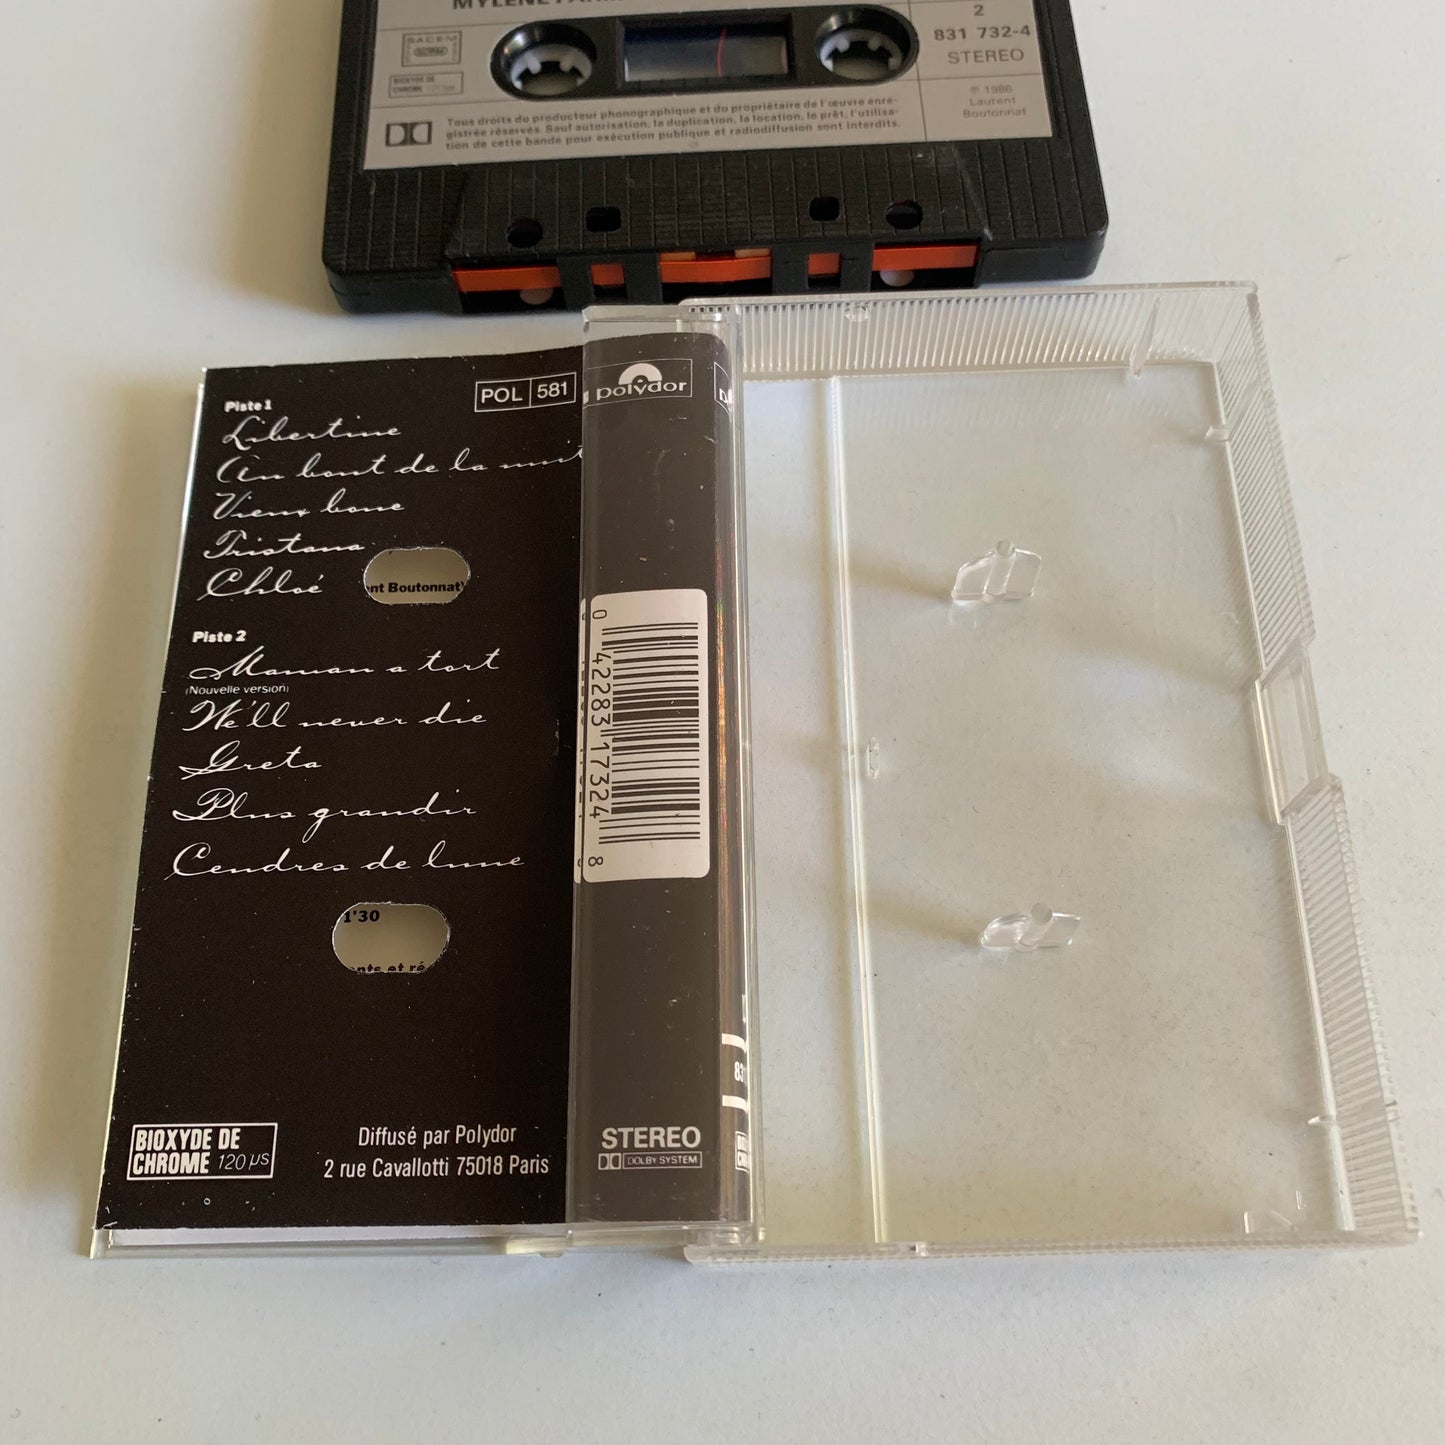 2
831 732-4
STEREO
SACEM
SDRM
BIOXYDE DE
CHROME
℗ 1986
Laurent
Boutonnat
Tous droits du producteur phonographique et du propriétaire de l'œuvre enre-
gistrée réservés. Sauf autorisation, la duplication, la location, le prêt, l'utilisa-
tion de cette bande pour exécution publique et radiodiffusion sont interdits.
POL 581
Piste 1
Libertine
Au bout de la nuit
Vieux bouc
Tristana
Chloé
nt Boutonnat)
Piste 2
Maman a tort
(Nouvelle version)
We'll never die
Greta
Plus grandir
Cendres de lune
1'30
nts et ré
BIOXYDE DE
CHROME 120 µs
Diffusé par Polydor
2 rue Cavallotti 75018 Paris
polydor
0 42283 17324 8
STEREO
DOLBY SYSTEM